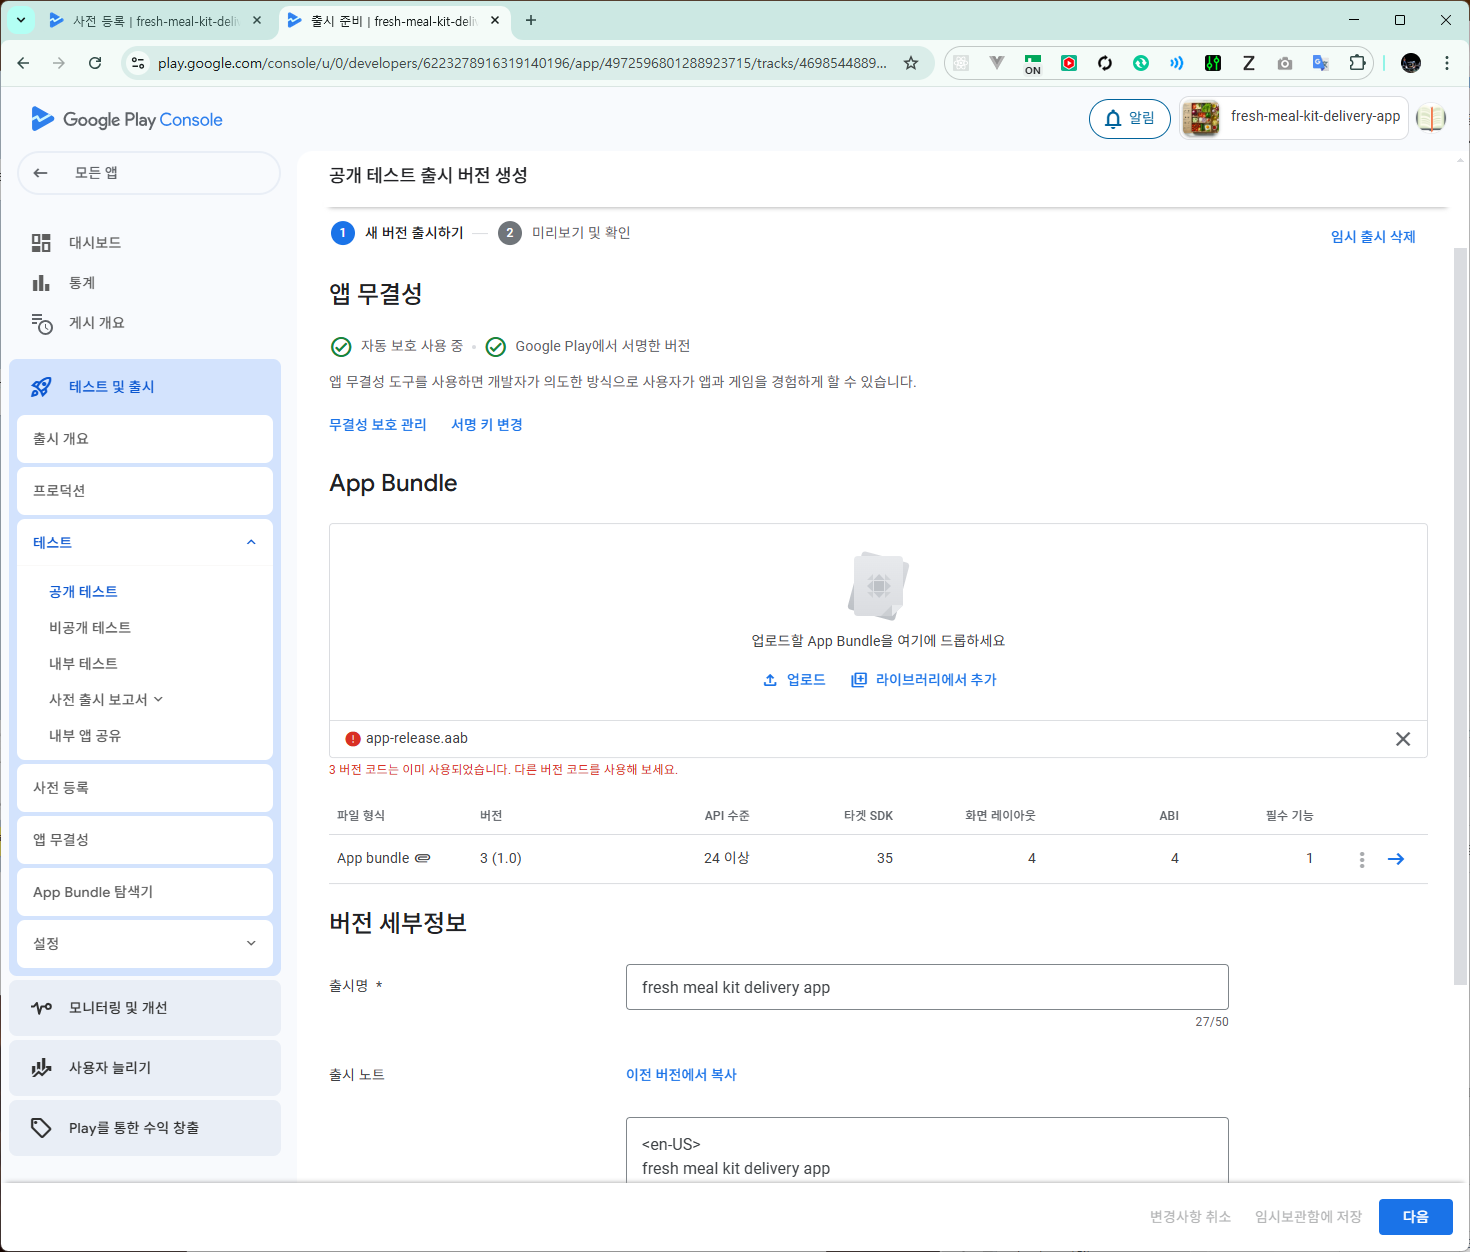 사전 등록 | fresh-meal-kit-deli
출시 준비 | fresh-meal-kit-deli
play.google.com/console/u/0/developers/6223278916319140196/app/4972596801288923715/tracks/4698544889...
ON
Z
Google Play Console
알림
fresh-meal-kit-delivery-app
모든 앱
대시보드
통계
게시 개요
테스트 및 출시
출시 개요
프로덕션
테스트
공개 테스트
비공개 테스트
내부 테스트
사전 출시 보고서
내부 앱 공유
사전 등록
앱 무결성
App Bundle 탐색기
설정
모니터링 및 개선
사용자 늘리기
Play를 통한 수익 창출
공개 테스트 출시 버전 생성
1 새 버전 출시하기 2 미리보기 및 확인
임시 출시 삭제
앱 무결성
자동 보호 사용 중 • Google Play에서 서명한 버전
앱 무결성 도구를 사용하면 개발자가 의도한 방식으로 사용자가 앱과 게임을 경험하게 할 수 있습니다.
무결성 보호 관리 서명 키 변경
App Bundle
업로드할 App Bundle을 여기에 드롭하세요
업로드 라이브러리에서 추가
app-release.aab
3 버전 코드는 이미 사용되었습니다. 다른 버전 코드를 사용해 보세요.
파일 형식 버전 API 수준 타겟 SDK 화면 레이아웃 ABI 필수 기능
App bundle 3 (1.0) 24 이상 35 4 4 1
버전 세부정보
출시명 * fresh meal kit delivery app
27/50
출시 노트 이전 버전에서 복사
<en-US>
fresh meal kit delivery app
변경사항 취소 임시보관함에 저장 다음